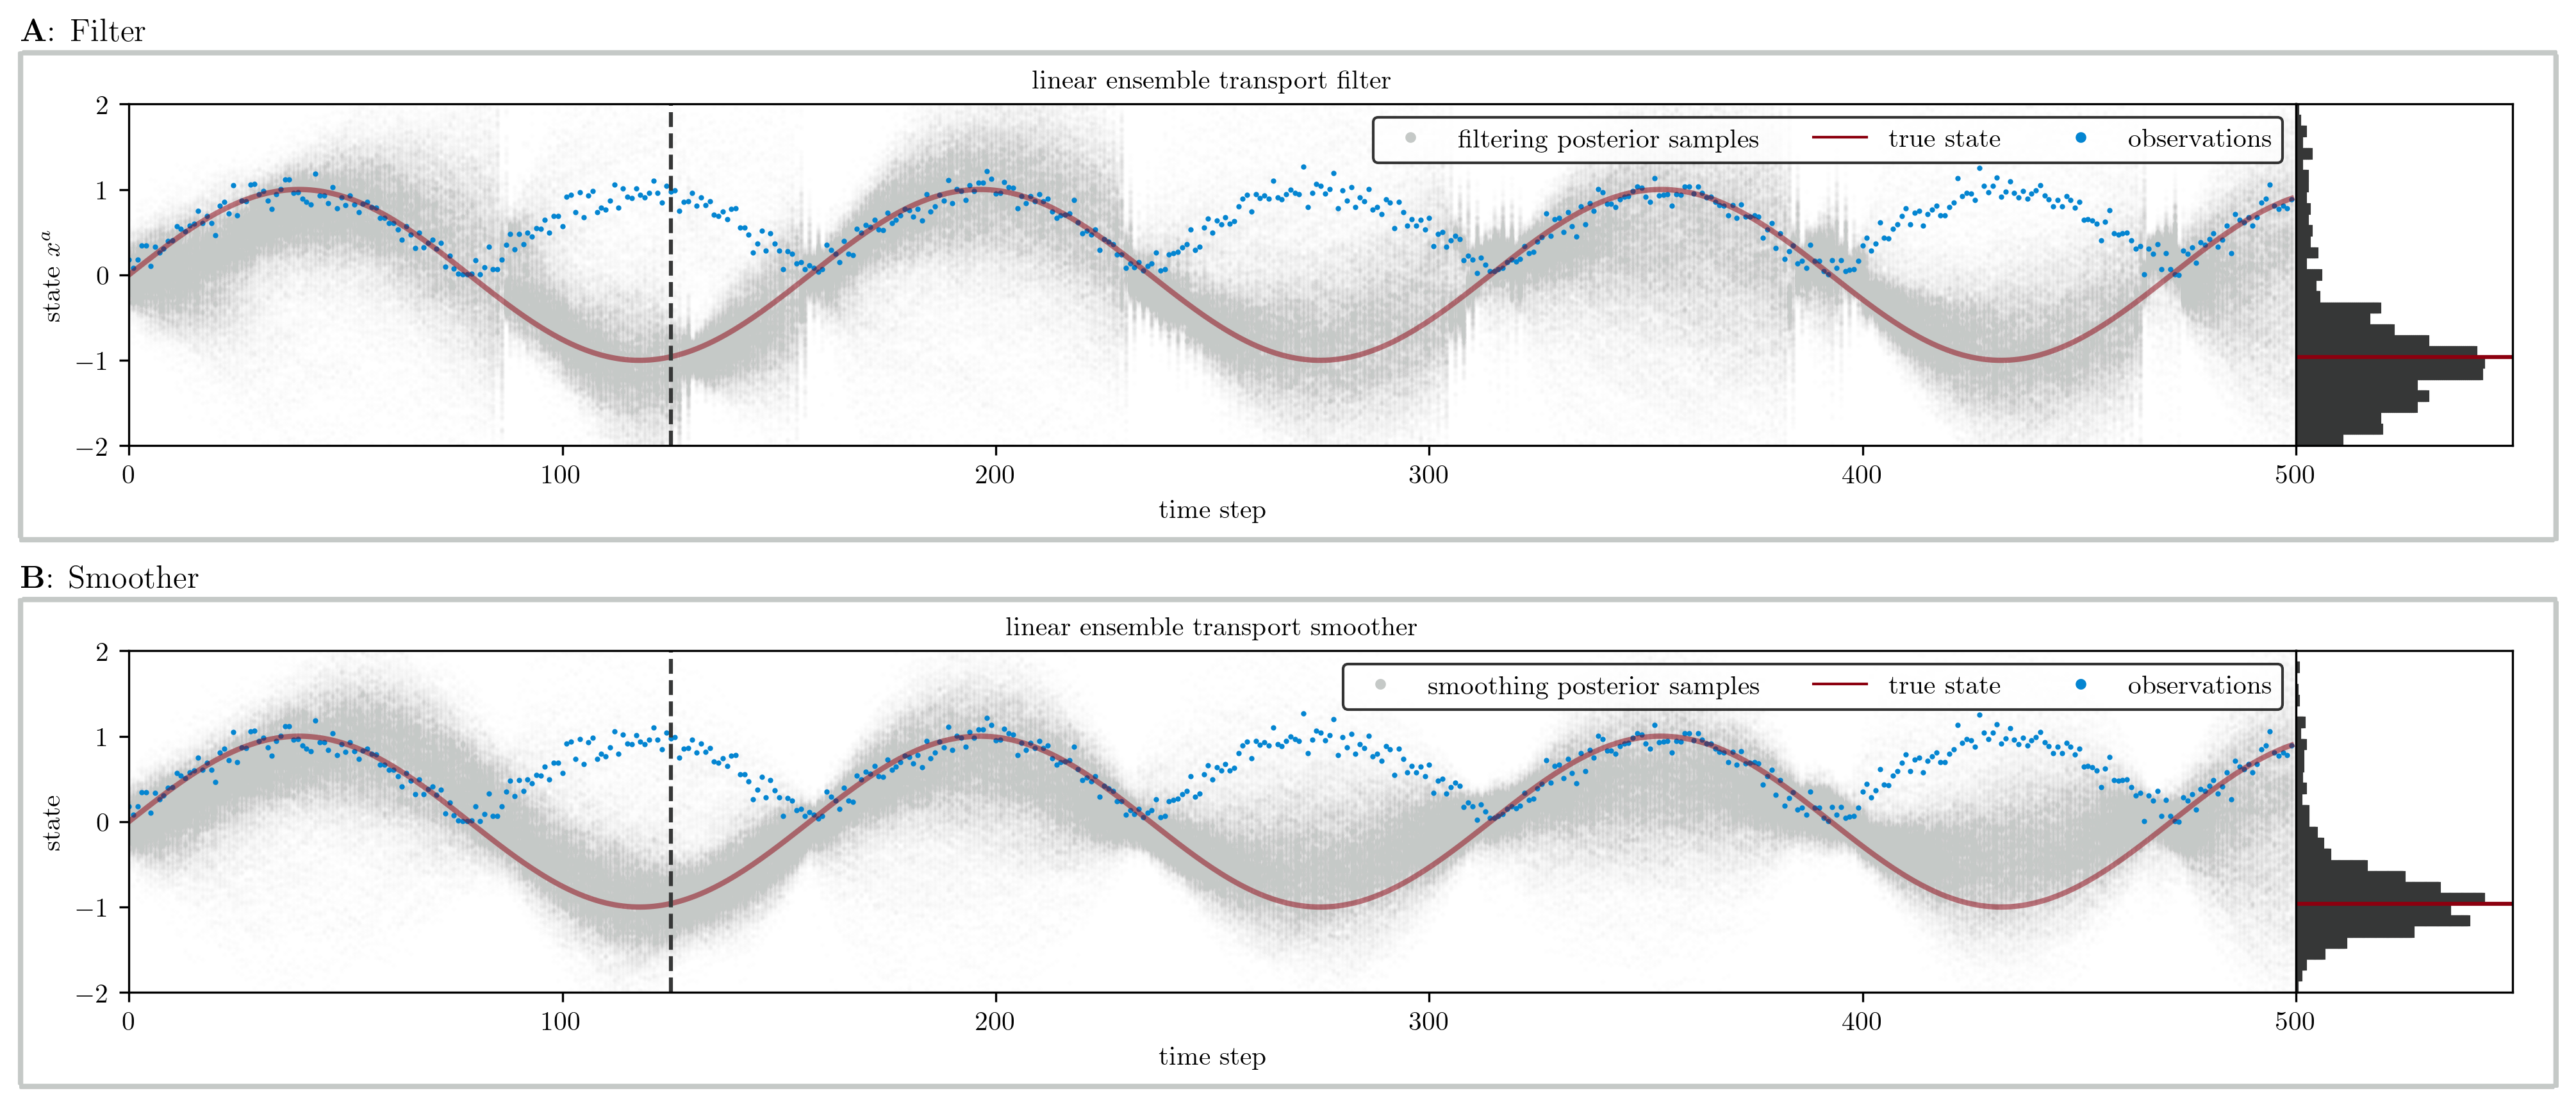 A: Filter
linear ensemble transport filter
filtering posterior samples true state observations
2
1
0
−1
−2
state xᵃ
0 100 200 300 400 500
time step
B: Smoother
linear ensemble transport smoother
smoothing posterior samples true state observations
2
1
0
−1
−2
state
0 100 200 300 400 500
time step